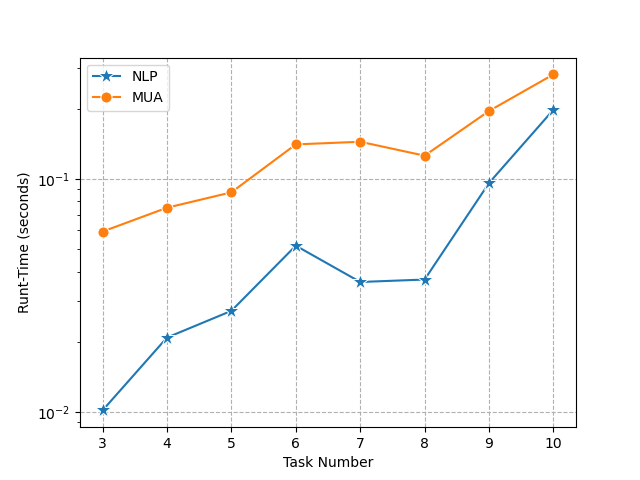 NLP
MUA
Runt-Time (seconds)
10⁻¹
10⁻²
3 4 5 6 7 8 9 10
Task Number